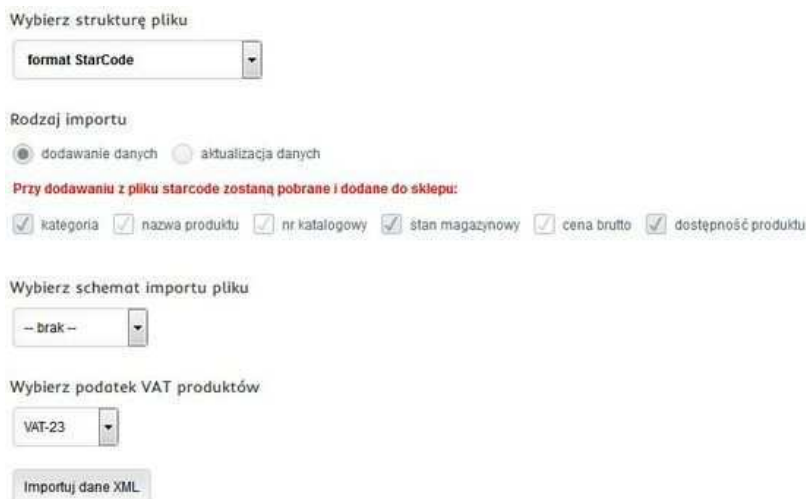 Wybierz strukturę pliku
format StarCode
Rodzaj importu
dodawanie danych aktualizacja danych
Przy dodawaniu z pliku starcode zostaną pobrane i dodane do sklepu:
kategoria nazwa produktu nr katalogowy stan magazynowy cena brutto dostępność produktu
Wybierz schemat importu pliku
-- brak --
Wybierz podatek VAT produktów
VAT-23
Importuj dane XML